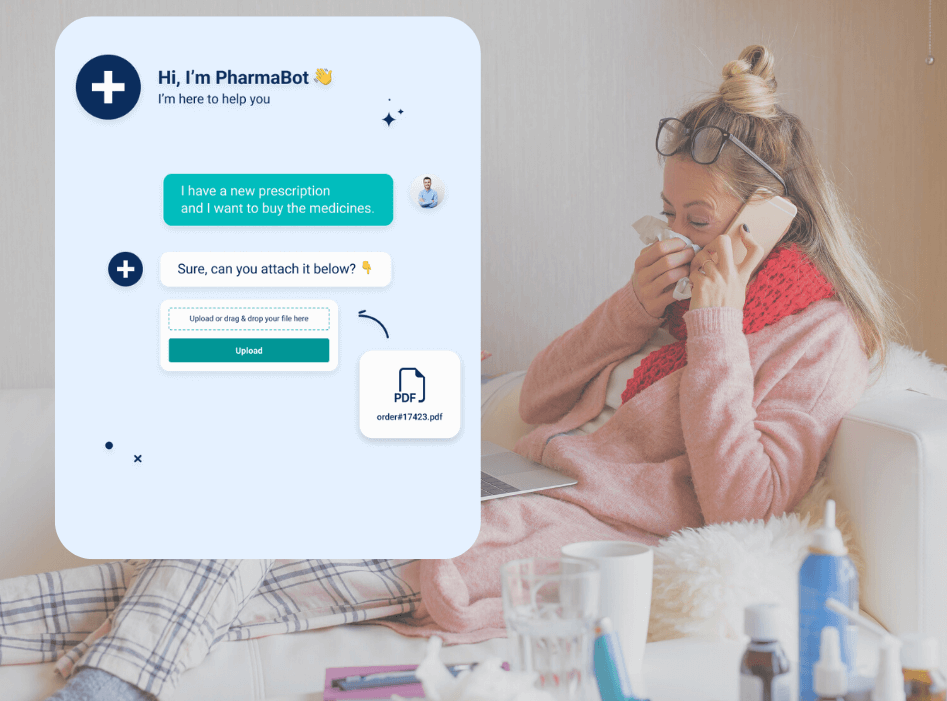 Hi, I’m PharmaBot 👋
I’m here to help you
I have a new prescription
and I want to buy the medicines.
Sure, can you attach it below? 👇
Upload or drag & drop your file here
Upload
PDF
order#17423.pdf